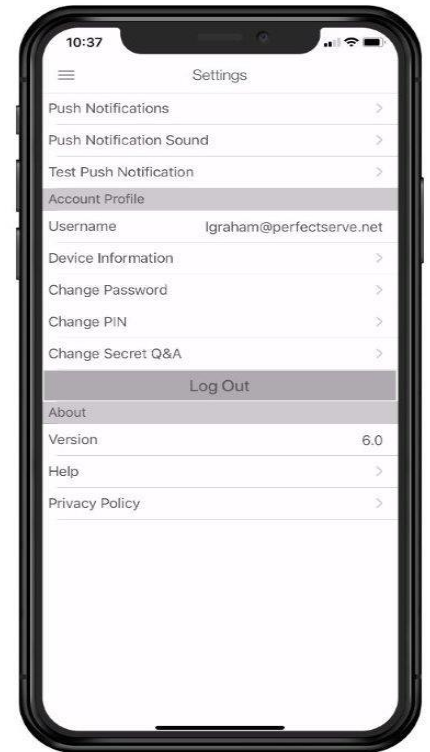 10:37
Settings
Push Notifications
Push Notification Sound
Test Push Notification
Account Profile
Username lgraham@perfectserve.net
Device Information
Change Password
Change PIN
Change Secret Q&A
Log Out
About
Version 6.0
Help
Privacy Policy